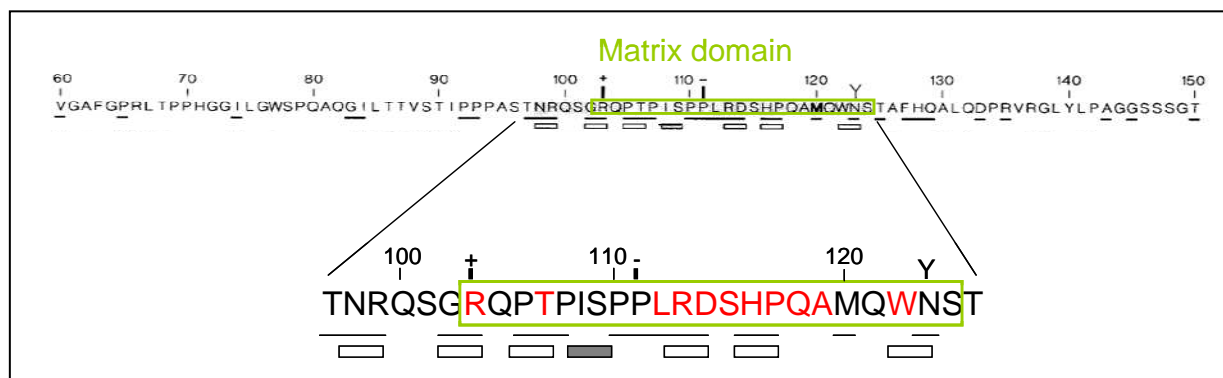 Matrix domain
60 70 80 90 100 + 110 - 120 Y 130 140 150
VGAFGPRLTPPHGGILGWSPQAQGILTTVSTIPPPASTNRQSGRQPTPISPPLRDSHPQAMQWNSTAFHQALQDPRVRGLYLPAGGSSSGT
100 + 110 - 120 Y
TNRQSGRQPTPISPPLRDSHPQAMQWNST